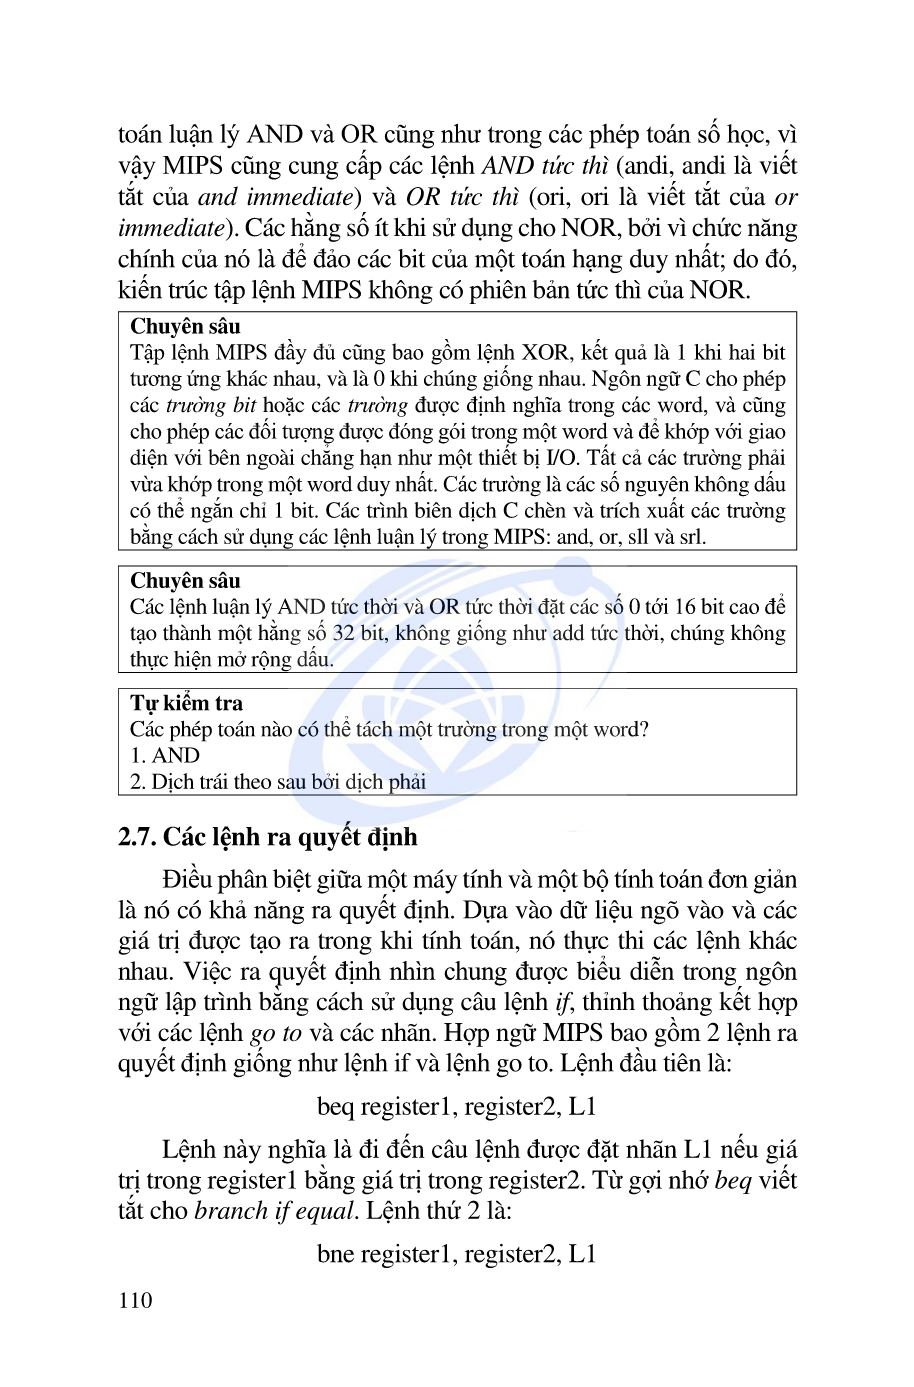 toán luận lý AND và OR cũng như trong các phép toán số học, vì
vậy MIPS cũng cung cấp các lệnh AND tức thì (andi, andi là viết
tắt của and immediate) và OR tức thì (ori, ori là viết tắt của or
immediate). Các hằng số ít khi sử dụng cho NOR, bởi vì chức năng
chính của nó là để đảo các bit của một toán hạng duy nhất; do đó,
kiến trúc tập lệnh MIPS không có phiên bản tức thì của NOR.
Chuyên sâu
Tập lệnh MIPS đầy đủ cũng bao gồm lệnh XOR, kết quả là 1 khi hai bit
tương ứng khác nhau, và là 0 khi chúng giống nhau. Ngôn ngữ C cho phép
các trường bit hoặc các trường được định nghĩa trong các word, và cũng
cho phép các đối tượng được đóng gói trong một word và để khớp với giao
diện với bên ngoài chẳng hạn như một thiết bị I/O. Tất cả các trường phải
vừa khớp trong một word duy nhất. Các trường là các số nguyên không dấu
có thể ngắn chỉ 1 bit. Các trình biên dịch C chèn và trích xuất các trường
bằng cách sử dụng các lệnh luận lý trong MIPS: and, or, sll và srl.
Chuyên sâu
Các lệnh luận lý AND tức thời và OR tức thời đặt các số 0 tới 16 bit cao để
tạo thành một hằng số 32 bit, không giống như add tức thời, chúng không
thực hiện mở rộng dấu.
Tự kiểm tra
Các phép toán nào có thể tách một trường trong một word?
1. AND
2. Dịch trái theo sau bởi dịch phải
2.7. Các lệnh ra quyết định
Điều phân biệt giữa một máy tính và một bộ tính toán đơn giản
là nó có khả năng ra quyết định. Dựa vào dữ liệu ngõ vào và các
giá trị được tạo ra trong khi tính toán, nó thực thi các lệnh khác
nhau. Việc ra quyết định nhìn chung được biểu diễn trong ngôn
ngữ lập trình bằng cách sử dụng câu lệnh if, thỉnh thoảng kết hợp
với các lệnh go to và các nhãn. Hợp ngữ MIPS bao gồm 2 lệnh ra
quyết định giống như lệnh if và lệnh go to. Lệnh đầu tiên là:
beq register1, register2, L1
Lệnh này nghĩa là đi đến câu lệnh được đặt nhãn L1 nếu giá
trị trong register1 bằng giá trị trong register2. Từ gợi nhớ beq viết
tắt cho branch if equal. Lệnh thứ 2 là:
bne register1, register2, L1
110